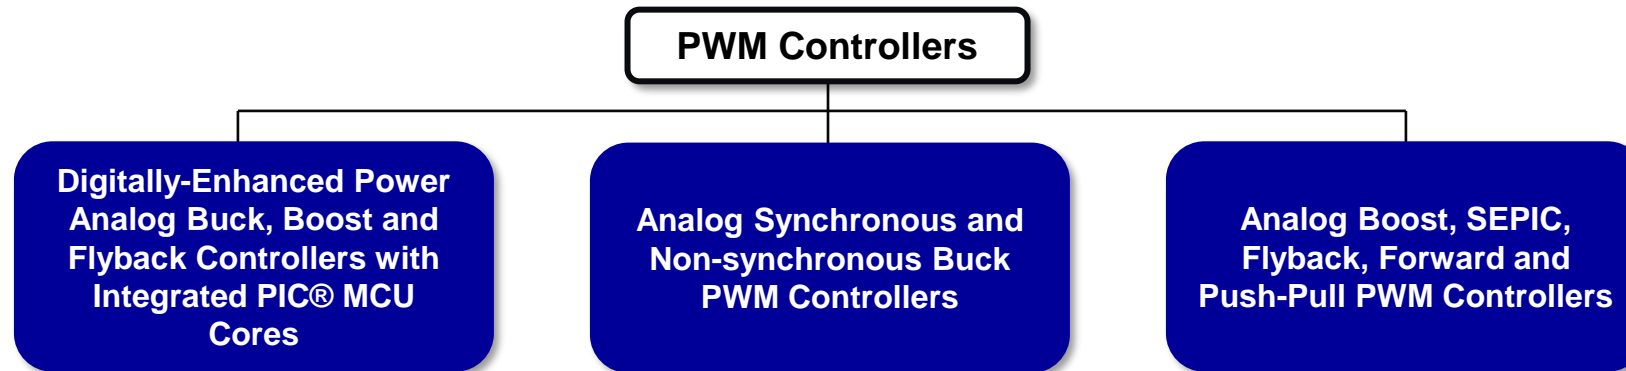 PWM Controllers
Digitally-Enhanced Power
Analog Buck, Boost and
Flyback Controllers with
Integrated PIC® MCU
Cores
Analog Synchronous and
Non-synchronous Buck
PWM Controllers
Analog Boost, SEPIC,
Flyback, Forward and
Push-Pull PWM Controllers